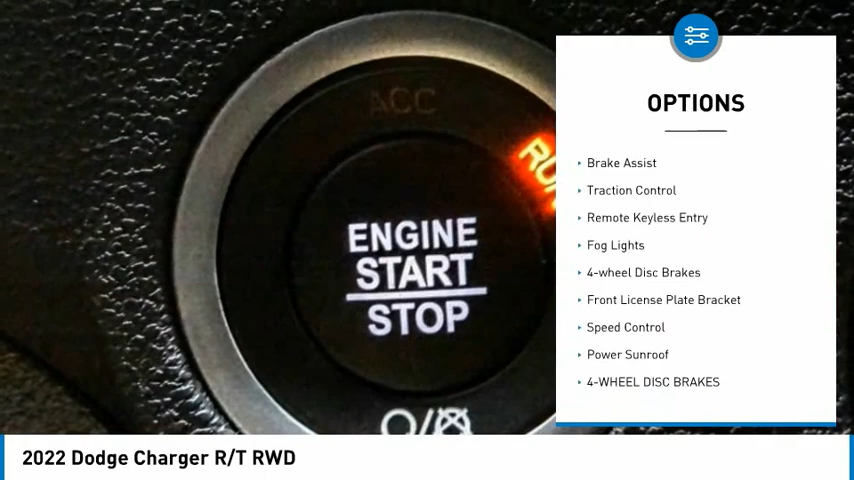 ACC
RUN
ENGINE
START
STOP
OPTIONS
Brake Assist
Traction Control
Remote Keyless Entry
Fog Lights
4-wheel Disc Brakes
Front License Plate Bracket
Speed Control
Power Sunroof
4-WHEEL DISC BRAKES
2022 Dodge Charger R/T RWD